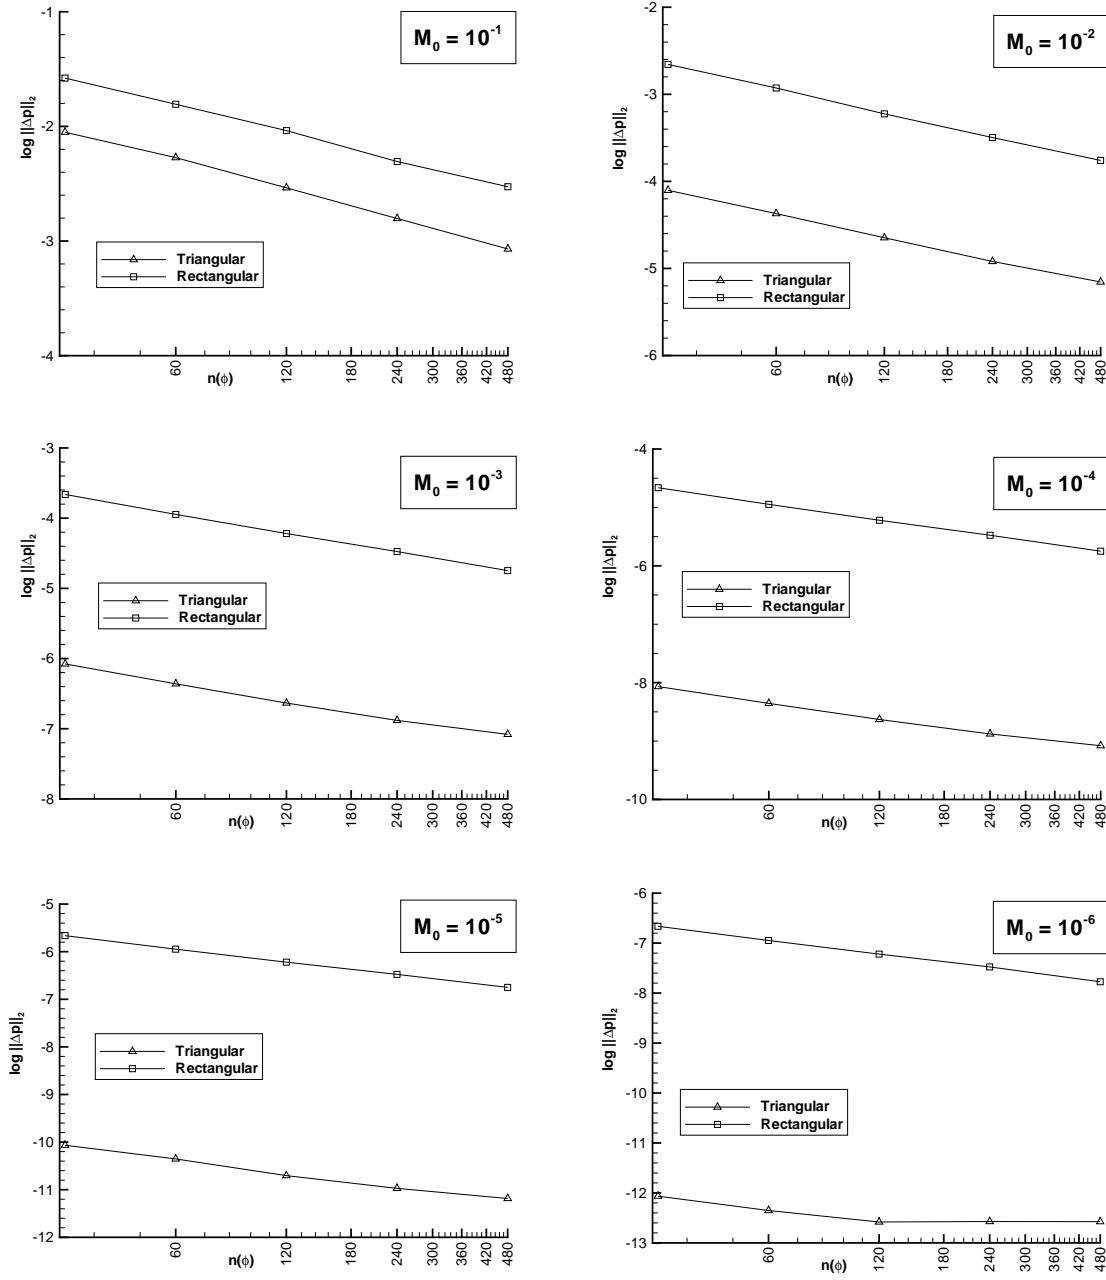 M₀ = 10⁻¹
log ||Δp||₂
-1
-2
-3
-4
Triangular
Rectangular
60 120 180 240 300 360 420 480
n(ϕ)
M₀ = 10⁻²
log ||Δp||₂
-2
-3
-4
-5
-6
Triangular
Rectangular
60 120 180 240 300 360 420 480
n(ϕ)
M₀ = 10⁻³
log ||Δp||₂
-3
-4
-5
-6
-7
-8
Triangular
Rectangular
60 120 180 240 300 360 420 480
n(ϕ)
M₀ = 10⁻⁴
log ||Δp||₂
-4
-6
-8
-10
Triangular
Rectangular
60 120 180 240 300 360 420 480
n(ϕ)
M₀ = 10⁻⁵
log ||Δp||₂
-5
-6
-7
-8
-9
-10
-11
-12
Triangular
Rectangular
60 120 180 240 300 360 420 480
n(ϕ)
M₀ = 10⁻⁶
log ||Δp||₂
-6
-7
-8
-9
-10
-11
-12
-13
Triangular
Rectangular
60 120 180 240 300 360 420 480
n(ϕ)